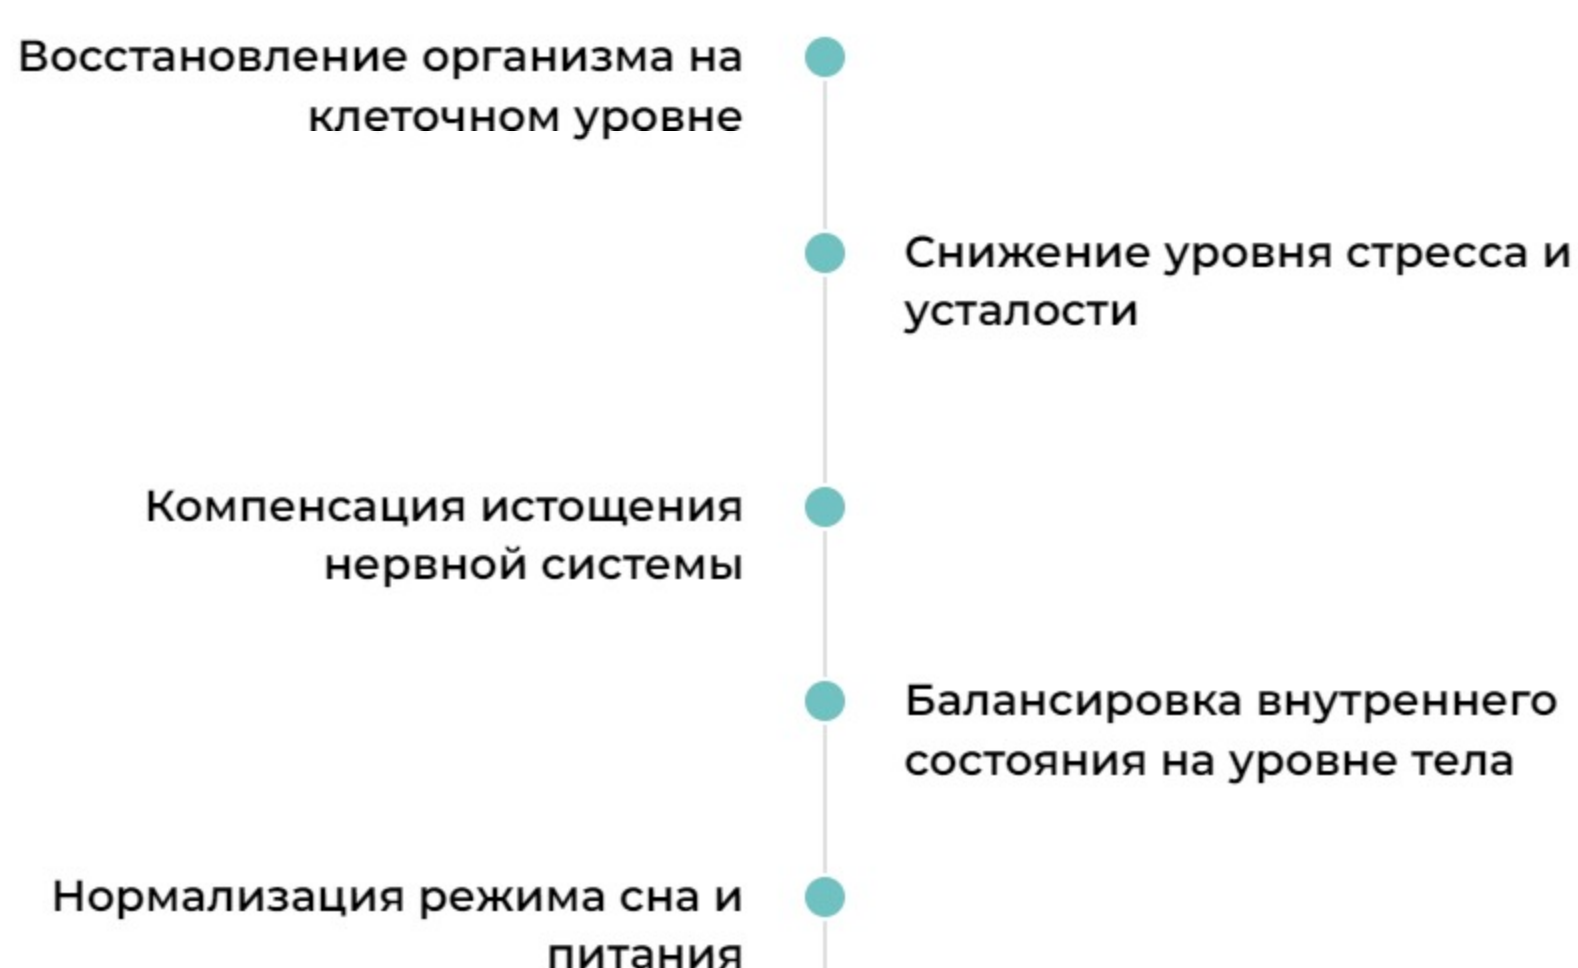 Восстановление организма на
клеточном уровне
Снижение уровня стресса и
усталости
Компенсация истощения
нервной системы
Балансировка внутреннего
состояния на уровне тела
Нормализация режима сна и
питания